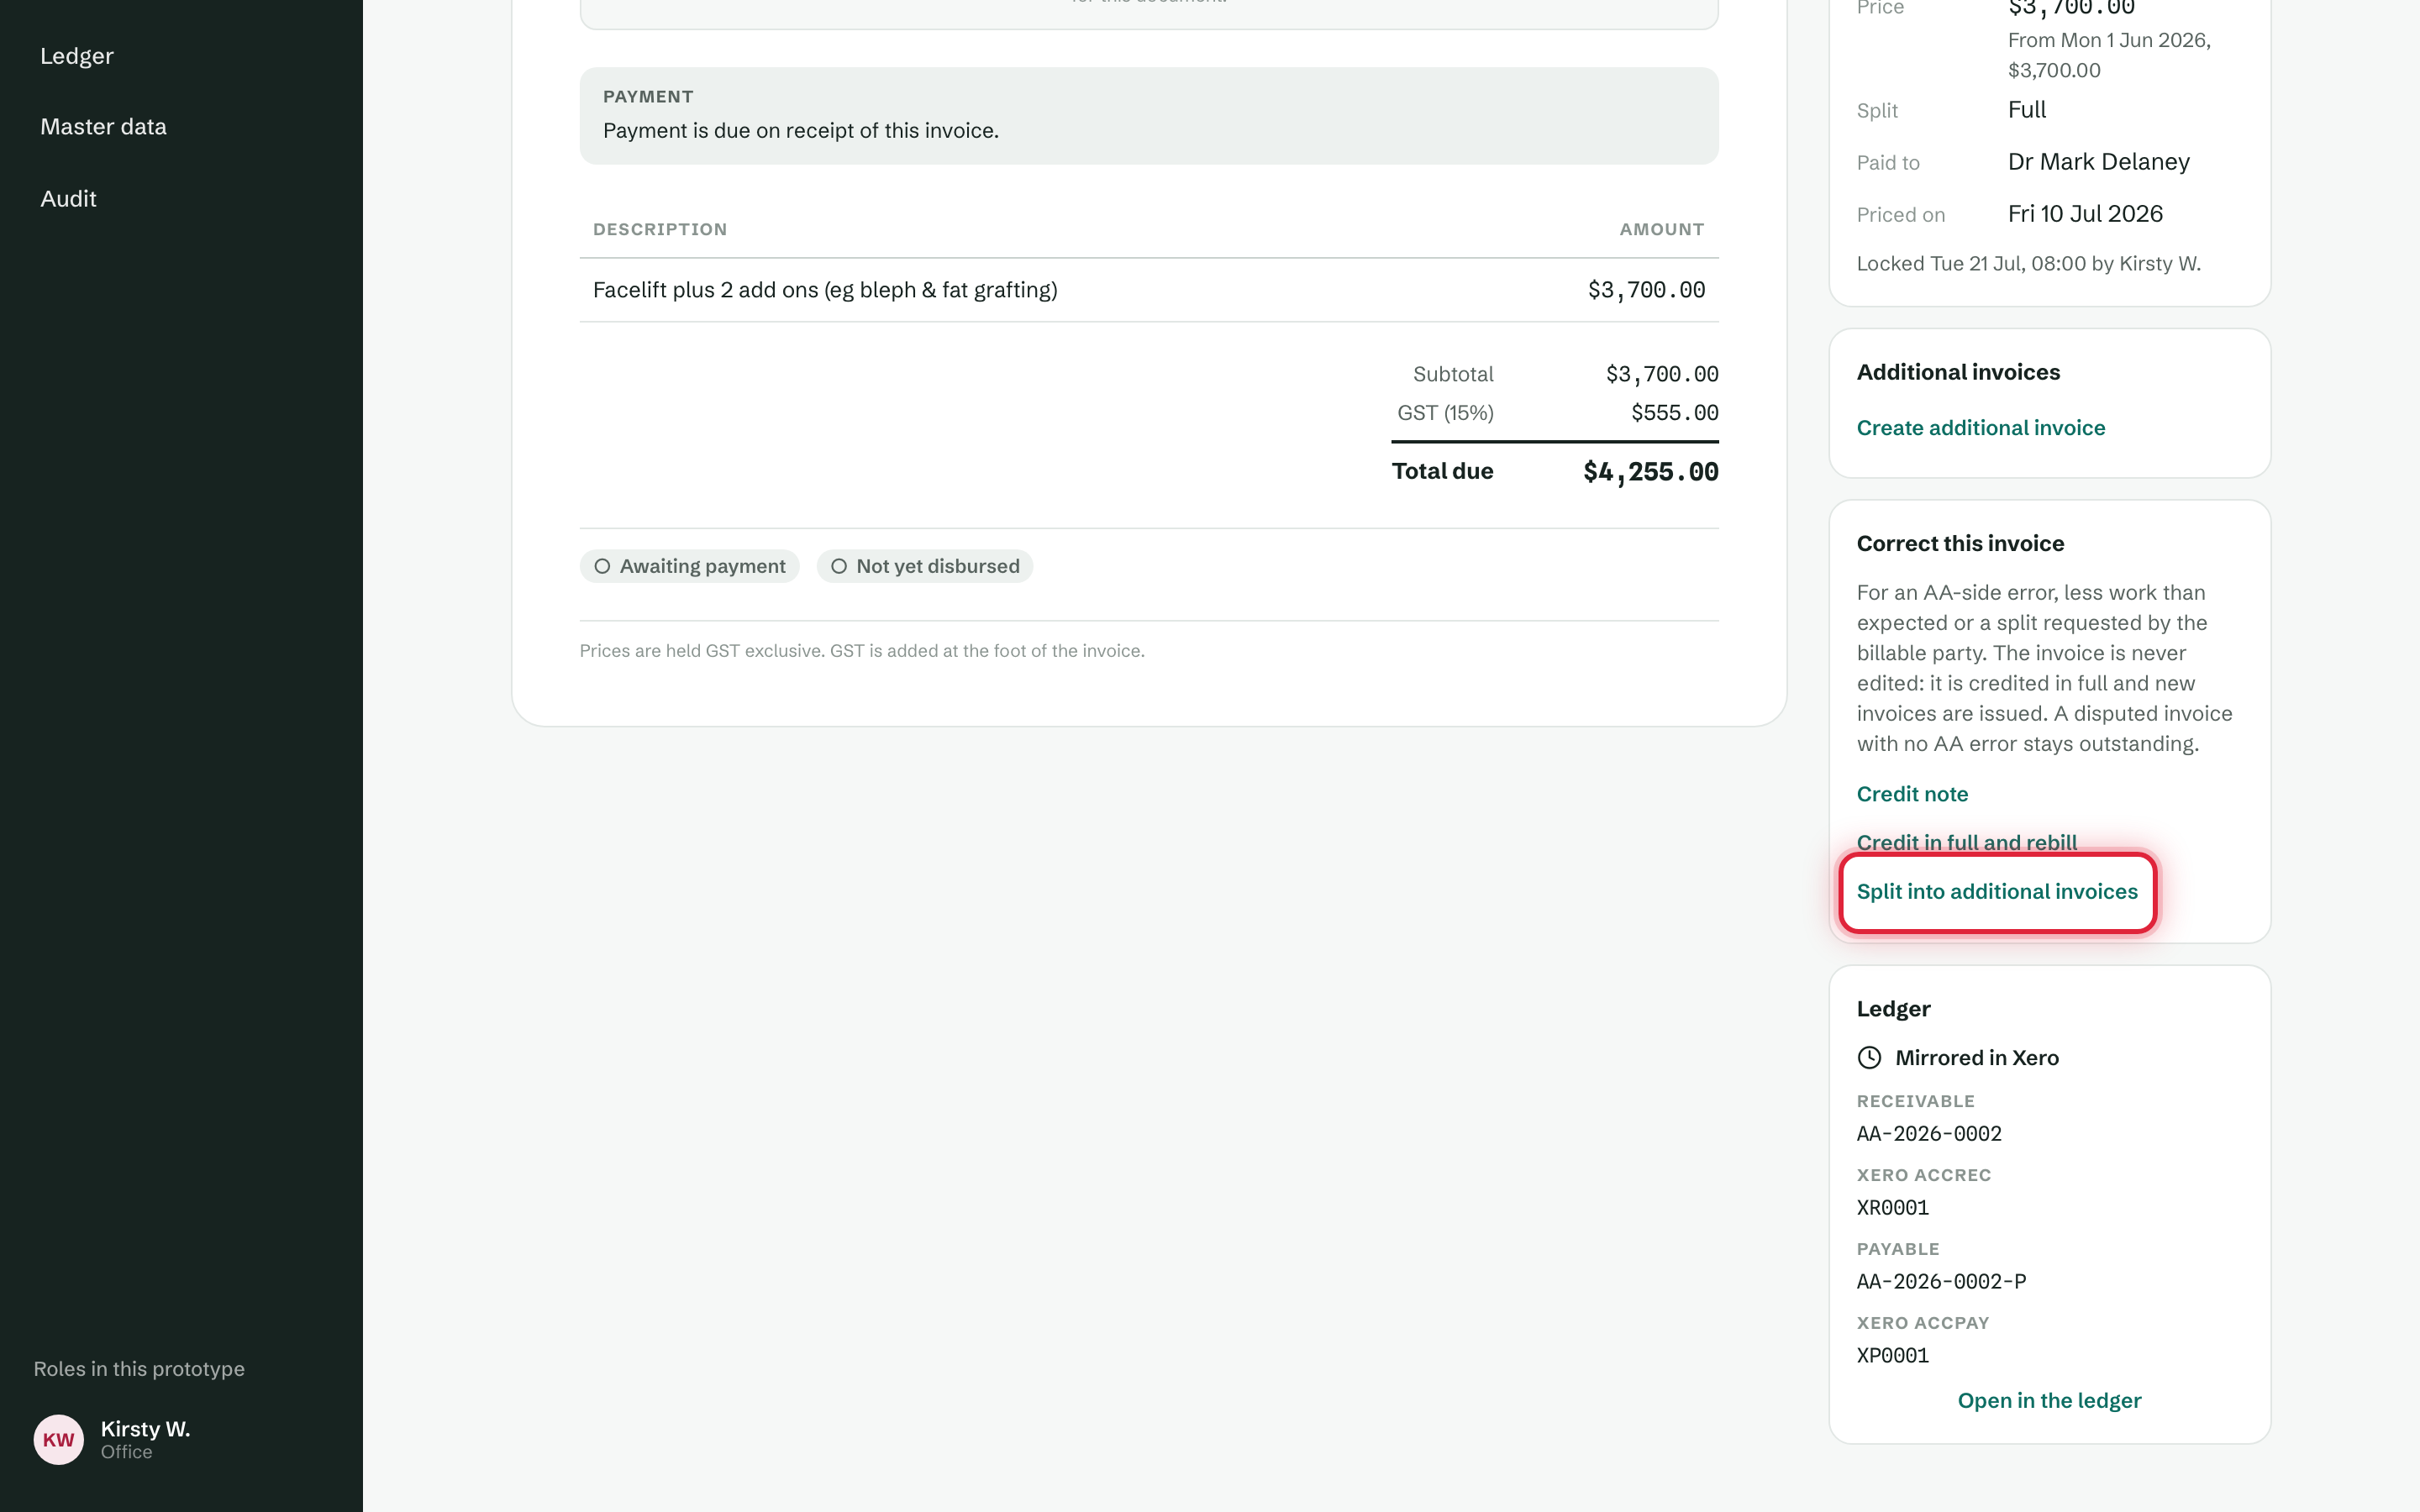 Ledger
Master data
Audit
Roles in this prototype
KW
Kirsty W.
Office
for this document.
PAYMENT
Payment is due on receipt of this invoice.
DESCRIPTION AMOUNT
Facelift plus 2 add ons (eg bleph & fat grafting) $3,700.00
Subtotal $3,700.00
GST (15%) $555.00
Total due $4,255.00
Awaiting payment Not yet disbursed
Prices are held GST exclusive. GST is added at the foot of the invoice.
Price $3,700.00
From Mon 1 Jun 2026,
$3,700.00
Split Full
Paid to Dr Mark Delaney
Priced on Fri 10 Jul 2026
Locked Tue 21 Jul, 08:00 by Kirsty W.
Additional invoices
Create additional invoice
Correct this invoice
For an AA-side error, less work than
expected or a split requested by the
billable party. The invoice is never
edited: it is credited in full and new
invoices are issued. A disputed invoice
with no AA error stays outstanding.
Credit note
Credit in full and rebill
Split into additional invoices
Ledger
Mirrored in Xero
RECEIVABLE
AA-2026-0002
XERO ACCREC
XR0001
PAYABLE
AA-2026-0002-P
XERO ACCPAY
XP0001
Open in the ledger